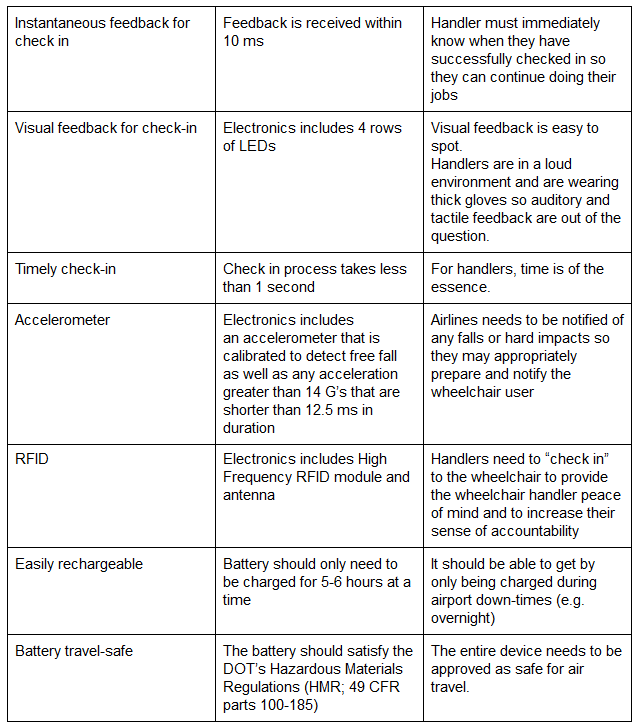 Instantaneous feedback for
check in
Feedback is received within
10 ms
Handler must immediately
know when they have
successfully checked in so
they can continue doing their
jobs
Visual feedback for check-in
Electronics includes 4 rows
of LEDs
Visual feedback is easy to
spot.
Handlers are in a loud
environment and are wearing
thick gloves so auditory and
tactile feedback are out of the
question.
Timely check-in
Check in process takes less
than 1 second
For handlers, time is of the
essence.
Accelerometer
Electronics includes
an accelerometer that is
calibrated to detect free fall
as well as any acceleration
greater than 14 G’s that are
shorter than 12.5 ms in
duration
Airlines needs to be notified of
any falls or hard impacts so
they may appropriately
prepare and notify the
wheelchair user
RFID
Electronics includes High
Frequency RFID module and
antenna
Handlers need to “check in”
to the wheelchair to provide
the wheelchair handler peace
of mind and to increase their
sense of accountability
Easily rechargeable
Battery should only need to
be charged for 5-6 hours at a
time
It should be able to get by
only being charged during
airport down-times (e.g.
overnight)
Battery travel-safe
The battery should satisfy the
DOT’s Hazardous Materials
Regulations (HMR; 49 CFR
parts 100-185)
The entire device needs to be
approved as safe for air
travel.